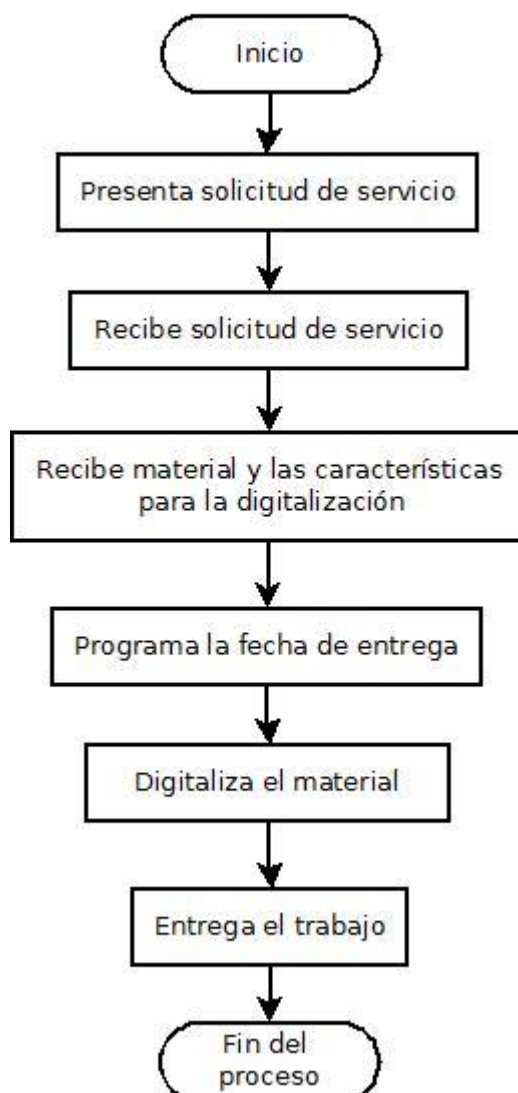 Inicio
Presenta solicitud de servicio
Recibe solicitud de servicio
Recibe material y las características
para la digitalización
Programa la fecha de entrega
Digitaliza el material
Entrega el trabajo
Fin del
proceso